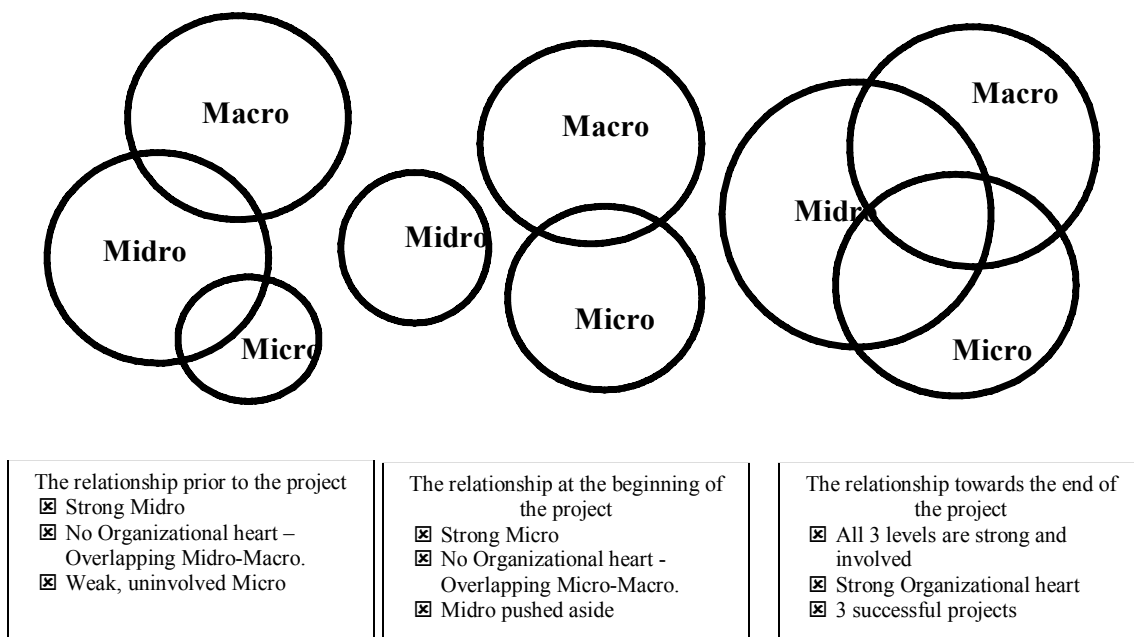 Macro
Midro
Micro
Macro
Midro
Micro
Macro
Midro
Micro
The relationship prior to the project
☒ Strong Midro
☒ No Organizational heart –
Overlapping Midro-Macro.
☒ Weak, uninvolved Micro
The relationship at the beginning of
the project
☒ Strong Micro
☒ No Organizational heart -
Overlapping Micro-Macro.
☒ Midro pushed aside
The relationship towards the end of
the project
☒ All 3 levels are strong and
involved
☒ Strong Organizational heart
☒ 3 successful projects